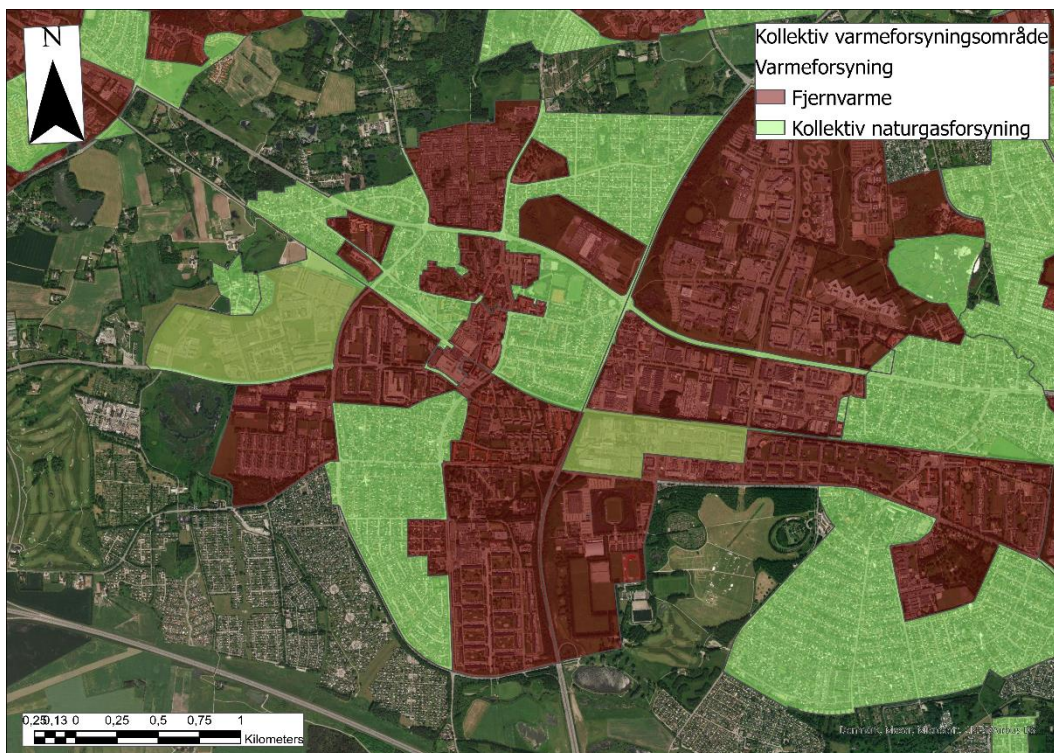 N
Kollektiv varmeforsyningsområde
Varmeforsyning
Fjernvarme
Kollektiv naturgasforsyning
0,25 0,13 0 0,25 0,5 0,75 1
Kilometers